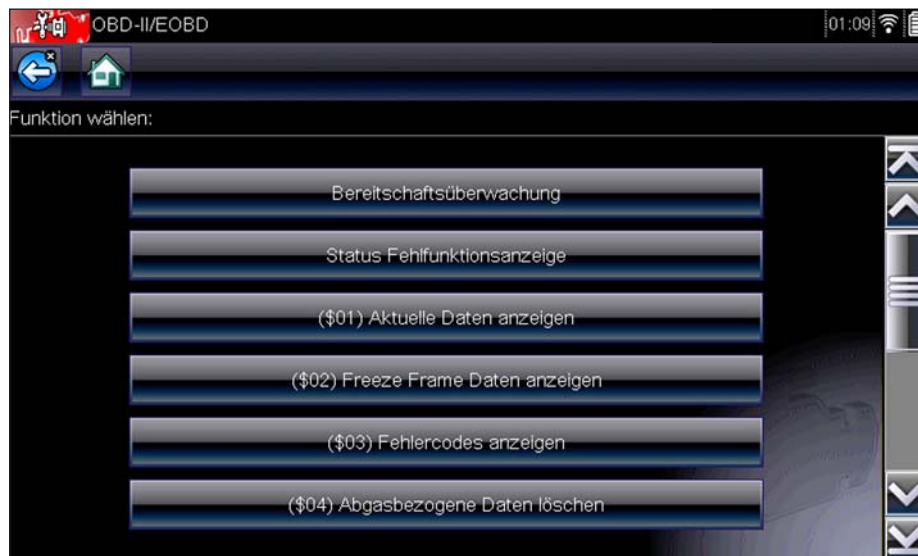 OBD-II/EOBD 01:09
Funktion wählen:
Bereitschaftsüberwachung
Status Fehlfunktionsanzeige
($01) Aktuelle Daten anzeigen
($02) Freeze Frame Daten anzeigen
($03) Fehlercodes anzeigen
($04) Abgasbezogene Daten löschen